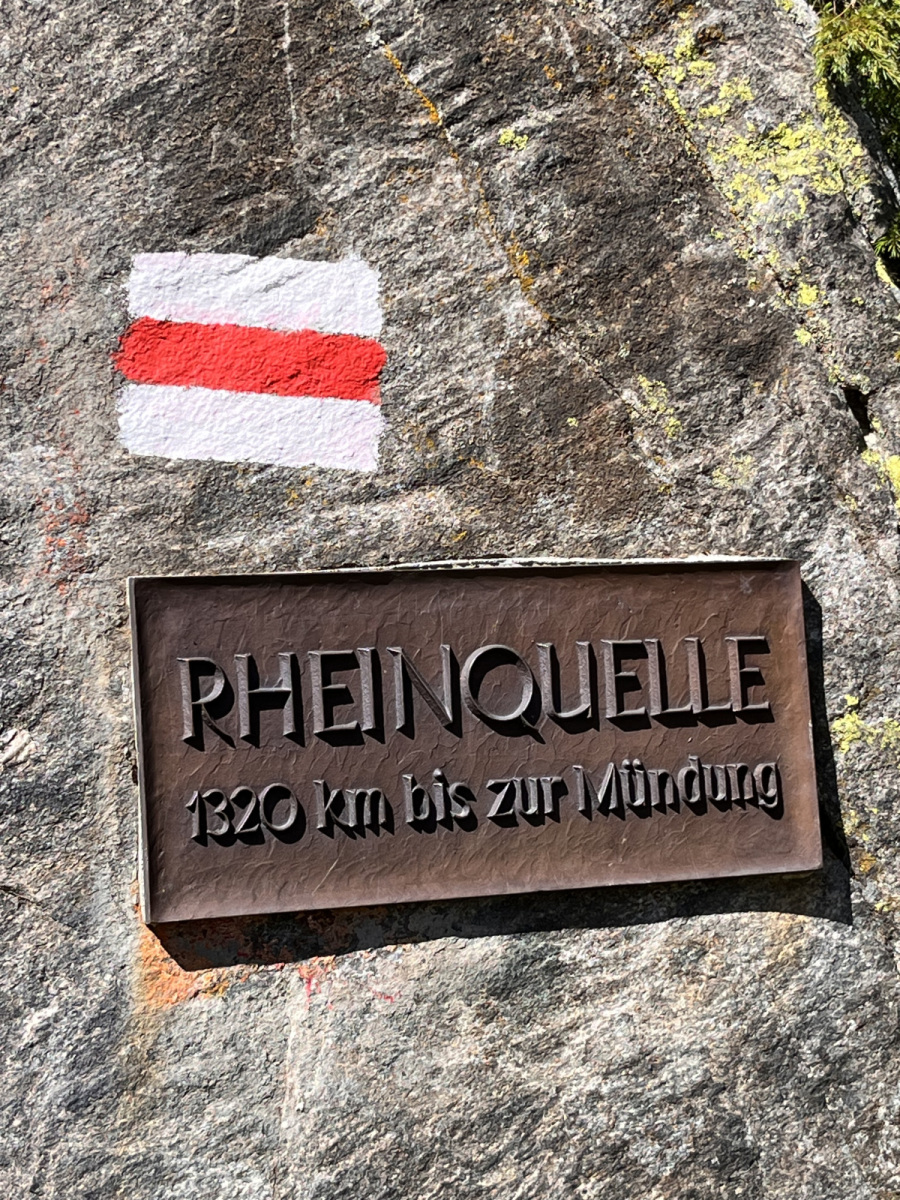 RHEINQUELLE
1320 km bis zur Mündung